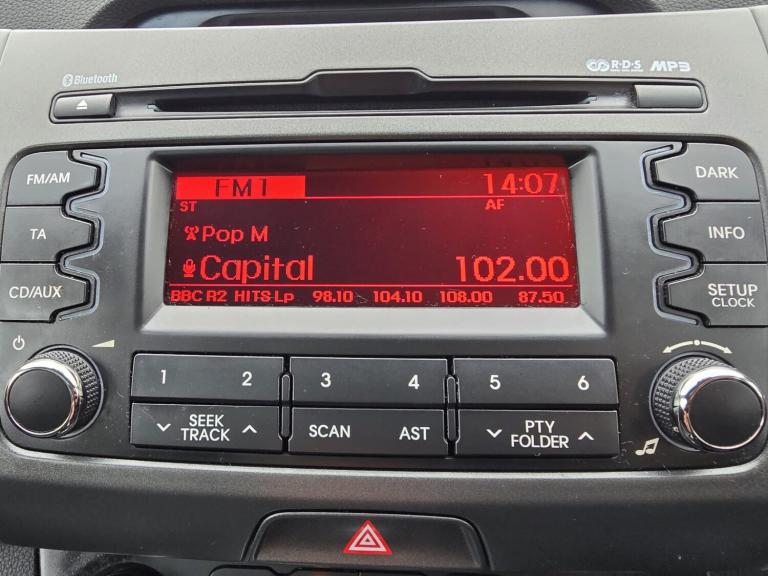 Bluetooth
R·D·S MP3
FM/AM
TA
CD/AUX
FM1 14:07
ST AF
Pop M
Capital 102.00
BBC R2 HITS-Lp 98.10 104.10 108.00 87.50
DARK
INFO
SETUP
CLOCK
1 2 3 4 5 6
SEEK
TRACK
SCAN AST
PTY
FOLDER